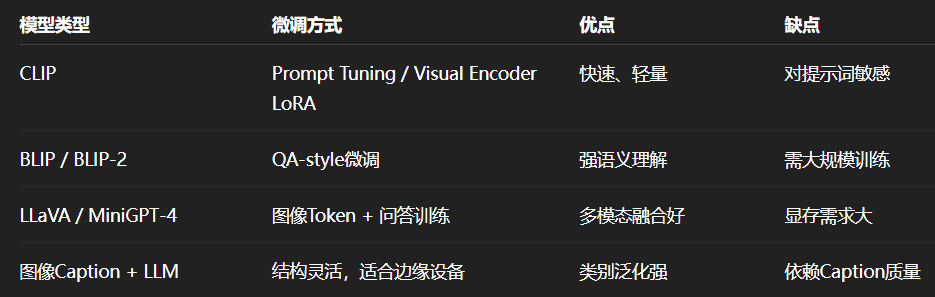 模型类型 微调方式 优点 缺点
CLIP Prompt Tuning / Visual Encoder 快速、轻量 对提示词敏感
LoRA
BLIP / BLIP-2 QA-style微调 强语义理解 需大规模训练
LLaVA / MiniGPT-4 图像Token + 问答训练 多模态融合好 显存需求大
图像Caption + LLM 结构灵活，适合边缘设备 类别泛化强 依赖Caption质量